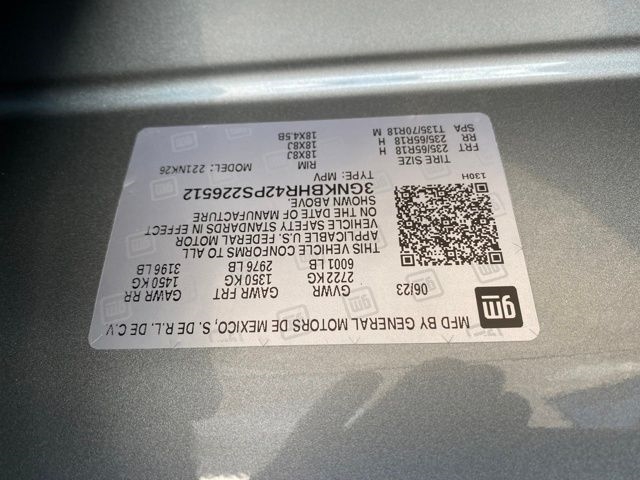 gm MFD BY GENERAL MOTORS DE MEXICO, S. DE R.L. DE C.V.
06/23 GVWR GAWR FRT GAWR RR
2722 KG 1350 KG 1450 KG
6001 LB 2976 LB 3196 LB
THIS VEHICLE CONFORMS TO ALL
APPLICABLE U.S. FEDERAL MOTOR
VEHICLE SAFETY STANDARDS IN EFFECT
ON THE DATE OF MANUFACTURE
SHOWN ABOVE.
3GNKBHR42PS226512
130H TYPE: MPV MODEL: 221NK26
TIRE SIZE RIM
FRT 235/65R18 H 18X8J
RR 235/65R18 H 18X8J
SPA T135/70R18 M 18X4.5B